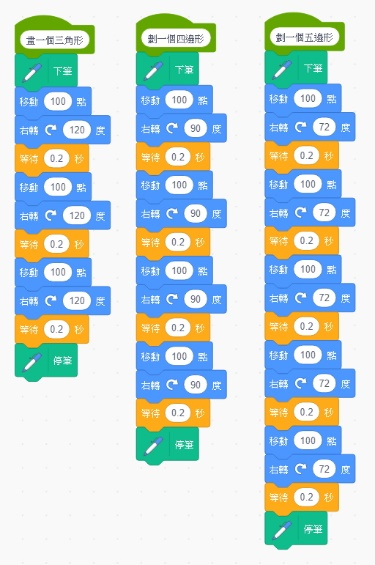 畫一個三角形
下筆
移動 100 點
右轉 120 度
等待 0.2 秒
移動 100 點
右轉 120 度
等待 0.2 秒
移動 100 點
右轉 120 度
等待 0.2 秒
停筆
劃一個四邊形
下筆
移動 100 點
右轉 90 度
等待 0.2 秒
移動 100 點
右轉 90 度
等待 0.2 秒
移動 100 點
右轉 90 度
等待 0.2 秒
移動 100 點
右轉 90 度
等待 0.2 秒
停筆
劃一個五邊形
下筆
移動 100 點
右轉 72 度
等待 0.2 秒
移動 100 點
右轉 72 度
等待 0.2 秒
移動 100 點
右轉 72 度
等待 0.2 秒
移動 100 點
右轉 72 度
等待 0.2 秒
移動 100 點
右轉 72 度
等待 0.2 秒
停筆